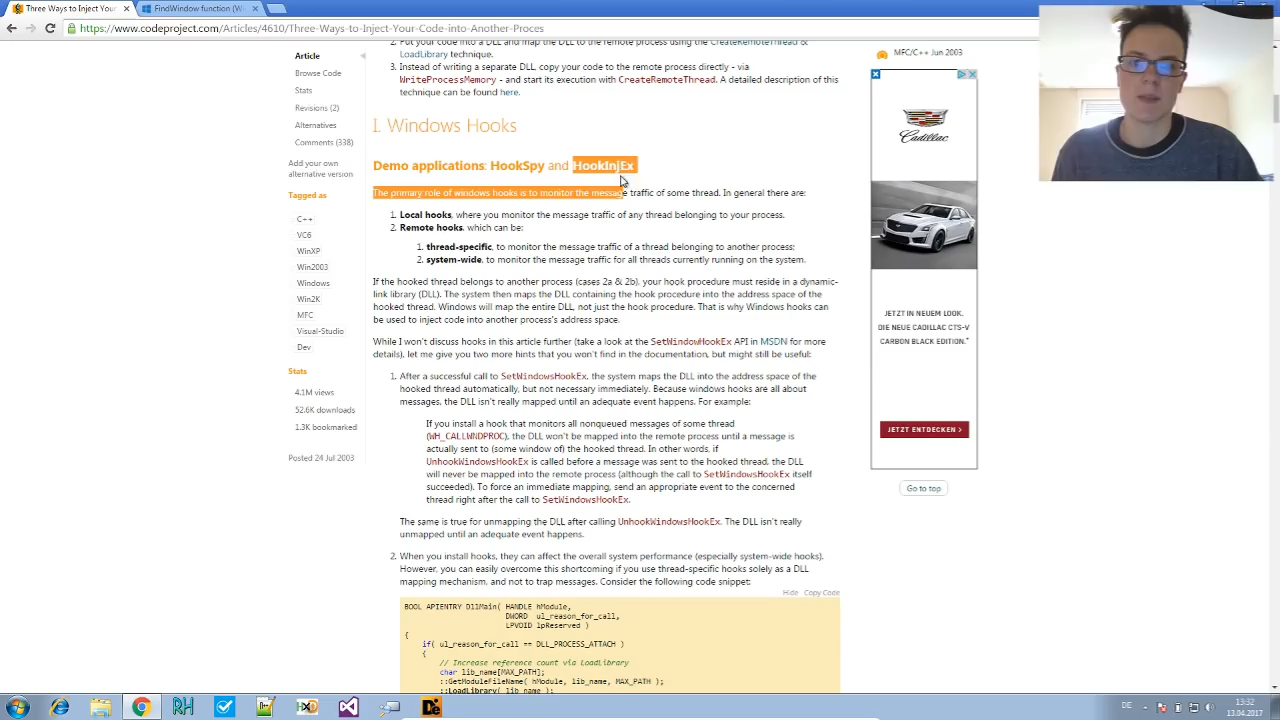 Three Ways to Inject Your
FindWindow function (Win
https://www.codeproject.com/Articles/4610/Three-Ways-to-Inject-Your-Code-into-Another-Proces
Article
Browse Code
Stats
Revisions (2)
Alternatives
Comments (338)
Add your own
alternative version
Tagged as
C++
VC6
WinXP
Win2003
Windows
Win2K
MFC
Visual-Studio
Dev
Stats
4.1M views
52.6K downloads
1.3K bookmarked
Posted 24 Jul 2003
2. Put your code into a DLL and map the DLL to the remote process using the CreateRemoteThread &
LoadLibrary technique.
3. Instead of writing a separate DLL, copy your code to the remote process directly - via
WriteProcessMemory - and start its execution with CreateRemoteThread. A detailed description of this
technique can be found here.
I. Windows Hooks
Demo applications: HookSpy and HookInjEx
The primary role of windows hooks is to monitor the message traffic of some thread. In general there are:
1. Local hooks, where you monitor the message traffic of any thread belonging to your process.
2. Remote hooks, which can be:
1. thread-specific, to monitor the message traffic of a thread belonging to another process;
2. system-wide, to monitor the message traffic for all threads currently running on the system.
If the hooked thread belongs to another process (cases 2a & 2b), your hook procedure must reside in a dynamic-
link library (DLL). The system then maps the DLL containing the hook procedure into the address space of the
hooked thread. Windows will map the entire DLL, not just the hook procedure. That is why Windows hooks can
be used to inject code into another process's address space.
While I won't discuss hooks in this article further (take a look at the SetWindowHookEx API in MSDN for more
details), let me give you two more hints that you won't find in the documentation, but might still be useful:
1. After a successful call to SetWindowsHookEx, the system maps the DLL into the address space of the
hooked thread automatically, but not necessary immediately. Because windows hooks are all about
messages, the DLL isn't really mapped until an adequate event happens. For example:
If you install a hook that monitors all nonqueued messages of some thread
(WH_CALLWNDPROC), the DLL won't be mapped into the remote process until a message is
actually sent to (some window of) the hooked thread. In other words, if
UnhookWindowsHookEx is called before a message was sent to the hooked thread, the DLL
will never be mapped into the remote process (although the call to SetWindowsHookEx itself
succeeded). To force an immediate mapping, send an appropriate event to the concerned
thread right after the call to SetWindowsHookEx.
The same is true for unmapping the DLL after calling UnhookWindowsHookEx. The DLL isn't really
unmapped until an adequate event happens.
2. When you install hooks, they can affect the overall system performance (especially system-wide hooks).
However, you can easily overcome this shortcoming if you use thread-specific hooks solely as a DLL
mapping mechanism, and not to trap messages. Consider the following code snippet:
Hide Copy Code
BOOL APIENTRY DllMain( HANDLE hModule,
DWORD ul_reason_for_call,
LPVOID lpReserved )
{
if( ul_reason_for_call == DLL_PROCESS_ATTACH )
{
// Increase reference count via LoadLibrary
char lib_name[MAX_PATH];
::GetModuleFileName( hModule, lib_name, MAX_PATH );
::LoadLibrary( lib_name );
MFC/C++ Jun 2003
Cadillac
JETZT IN NEUEM LOOK.
DIE NEUE CADILLAC CTS-V
CARBON BLACK EDITION.*
JETZT ENTDECKEN >
Go to top
DE
13:32
13.04.2017